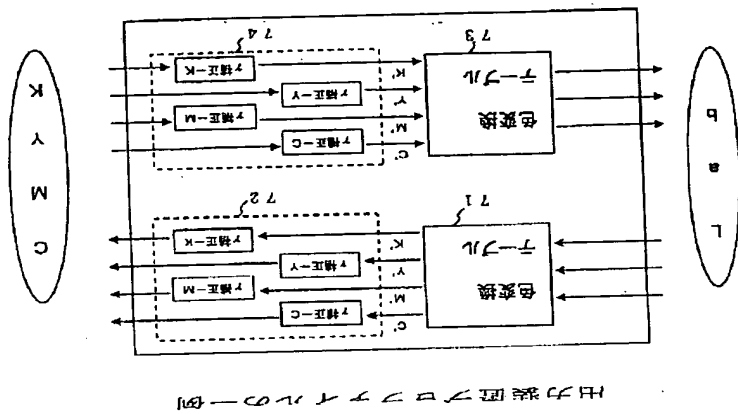 出力装置プロファイルの一例
L
a
b
色変換
テーブル
C'
M'
Y'
K'
γ補正−C
γ補正−M
γ補正−Y
γ補正−K
71
72
色変換
テーブル
C'
M'
Y'
K'
γ補正−C
γ補正−M
γ補正−Y
γ補正−K
73
74
C
M
Y
K